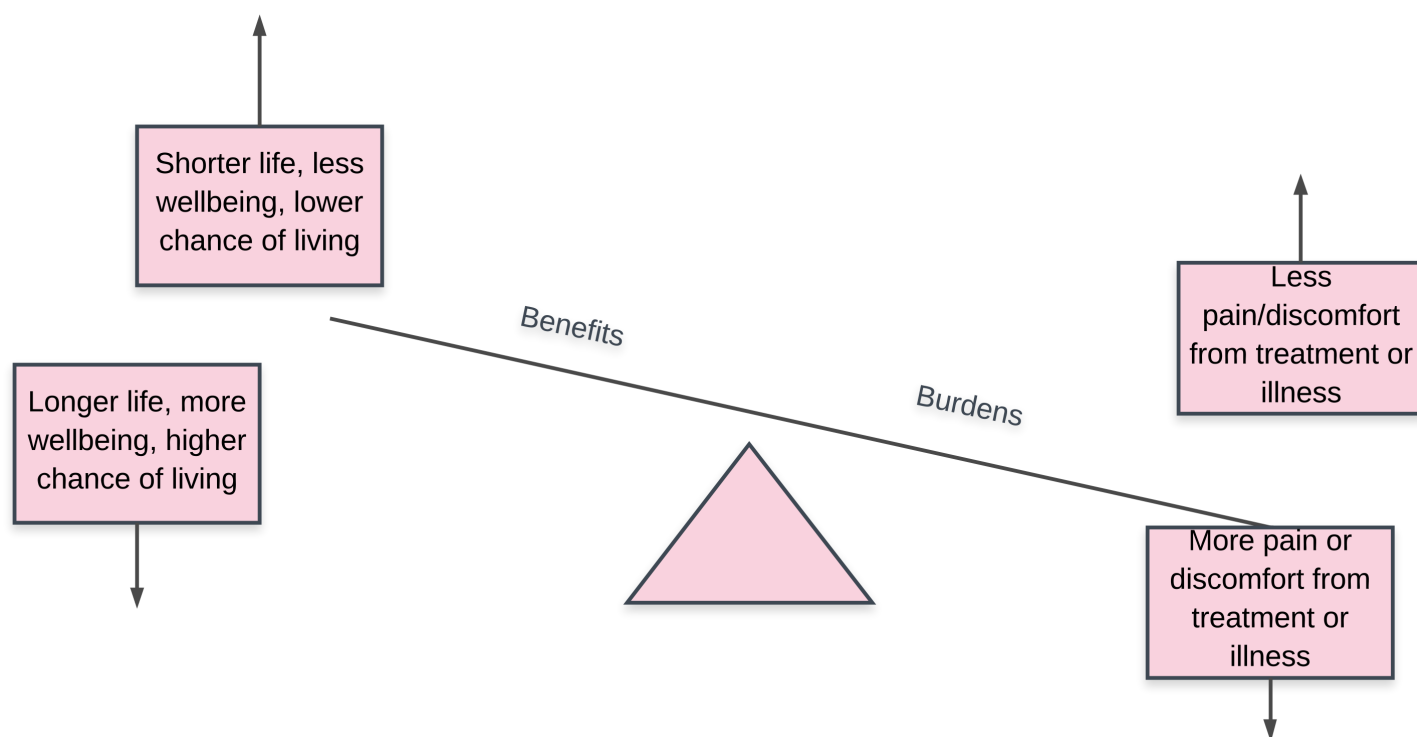 Shorter life, less
wellbeing, lower
chance of living
Benefits
Less
pain/discomfort
from treatment or
illness
Longer life, more
wellbeing, higher
chance of living
Burdens
More pain or
discomfort from
treatment or
illness